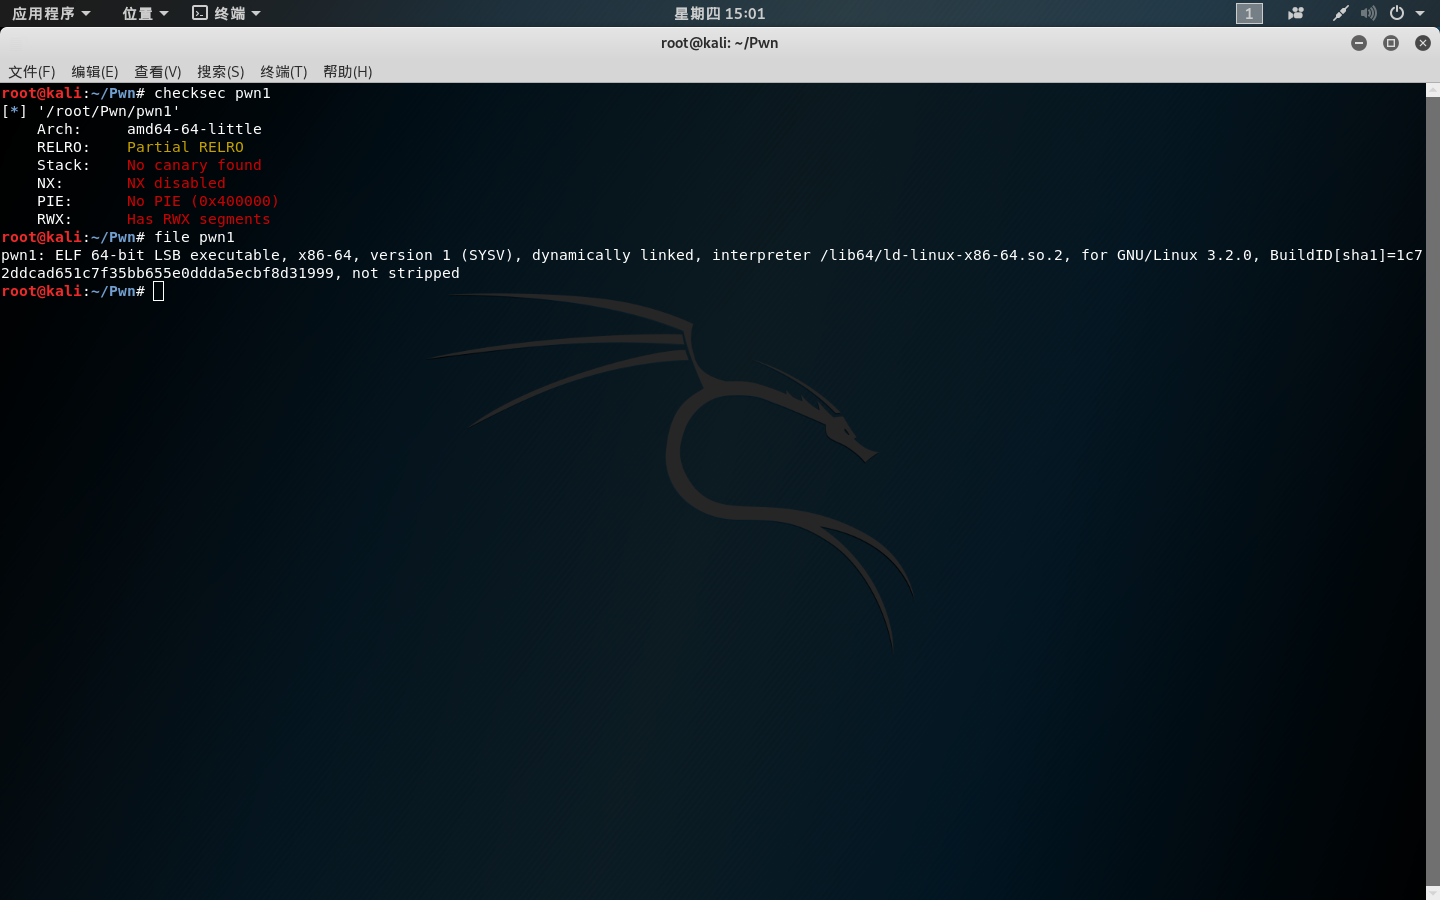 应用程序 位置 终端 星期四 15:01 1
root@kali: ~/Pwn
文件(F) 编辑(E) 查看(V) 搜索(S) 终端(T) 帮助(H)
root@kali:~/Pwn# checksec pwn1
[*] '/root/Pwn/pwn1'
    Arch:     amd64-64-little
    RELRO:    Partial RELRO
    Stack:    No canary found
    NX:       NX disabled
    PIE:      No PIE (0x400000)
    RWX:      Has RWX segments
root@kali:~/Pwn# file pwn1
pwn1: ELF 64-bit LSB executable, x86-64, version 1 (SYSV), dynamically linked, interpreter /lib64/ld-linux-x86-64.so.2, for GNU/Linux 3.2.0, BuildID[sha1]=1c7
2ddcad651c7f35bb655e0ddda5ecbf8d31999, not stripped
root@kali:~/Pwn#